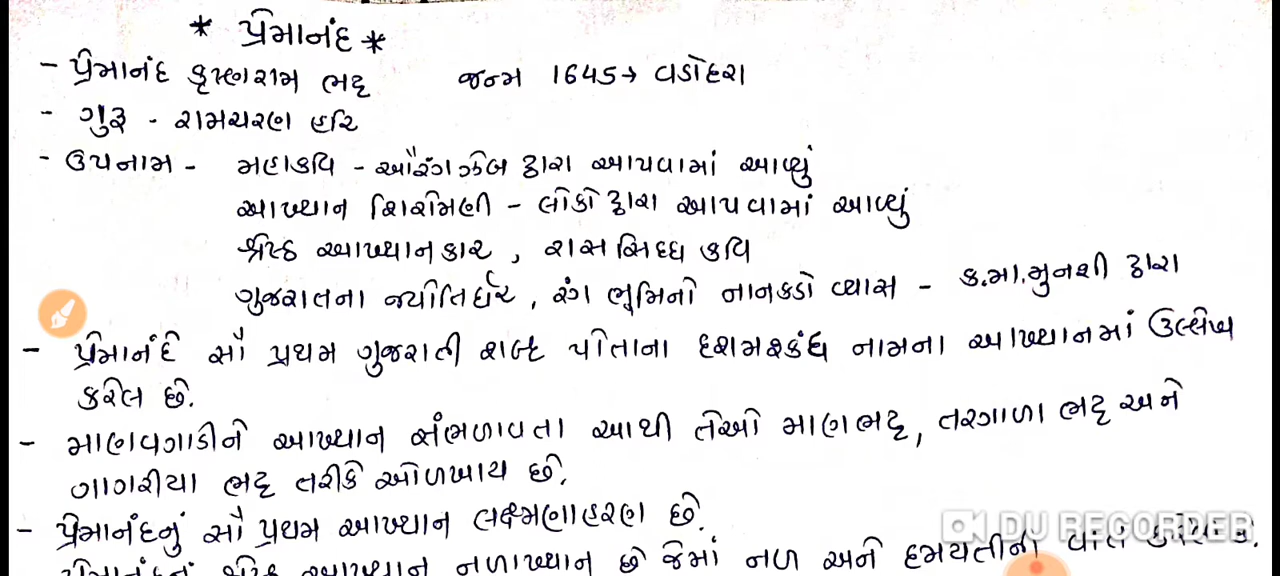 * પ્રેમાનંદ *
- પ્રેમાનંદ કૃષ્ણરામ ભટ્ટ જન્મ 1645 → વડોદરા
- ગુરૂ - રામચરણ હરિ
- ઉપનામ - મહાકવિ - ઔરંગઝેબ દ્વારા આપવામાં આવ્યું
આખ્યાન શિરોમણી - લોકો દ્વારા આપવામાં આવ્યું
શ્રેષ્ઠ આખ્યાનકાર , રાસ સિધ્ધ કવિ
ગુજરાતના જ્યોતિર્ધર , રંગ ભૂમિનો નાનકડો વ્યાસ - ક.મા.મુનશી દ્વારા
- પ્રેમાનંદે સૌ પ્રથમ ગુજરાતી શબ્દ પોતાના દશમસ્કંધ નામના આખ્યાનમાં ઉલ્લેખ
કરેલ છે.
- માણવગાડીને આખ્યાન સંભળાવતા આથી તેઓ માણભટ્ટ, તરગાળા ભટ્ટ અને
ગાગરીયા ભટ્ટ તરીકે ઓળખાય છે.
- પ્રેમાનંદનું સૌ પ્રથમ આખ્યાન લક્ષ્મણાહરણ છે.
શ્રેષ્ઠ આખ્યાન નળાખ્યાન છે જેમાં નળ અને દમયંતીની વાત
DU RECORDER